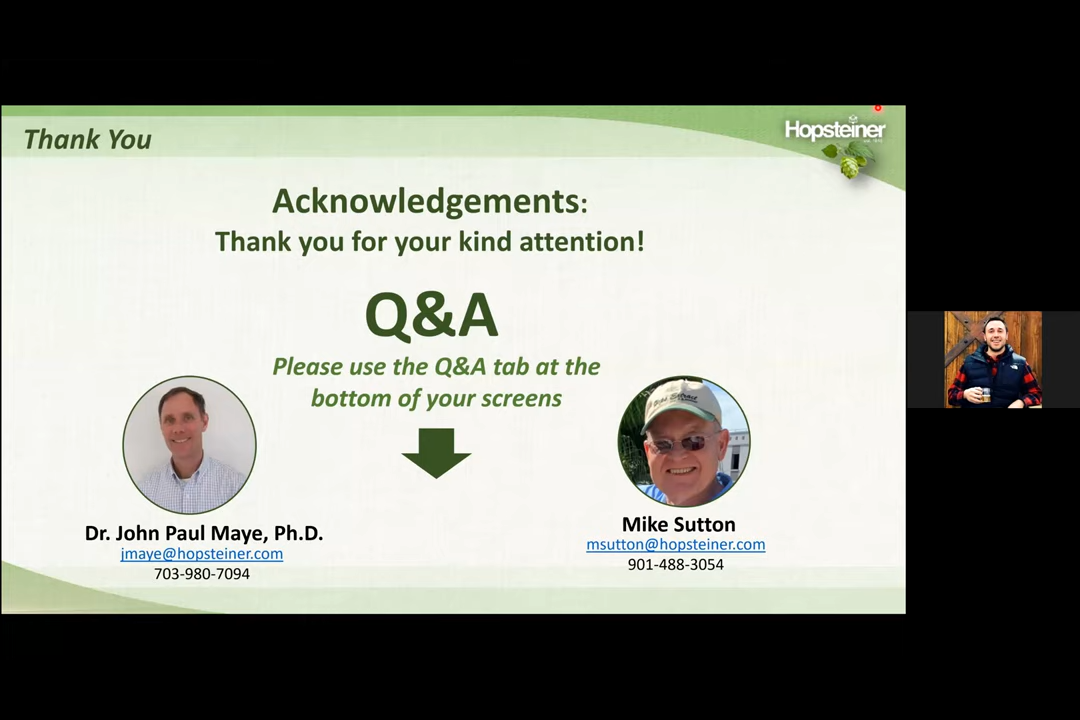 Thank You
Hopsteiner
Acknowledgements:
Thank you for your kind attention!
Q&A
Please use the Q&A tab at the
bottom of your screens
Dr. John Paul Maye, Ph.D.
jmaye@hopsteiner.com
703-980-7094
Mike Sutton
msutton@hopsteiner.com
901-488-3054